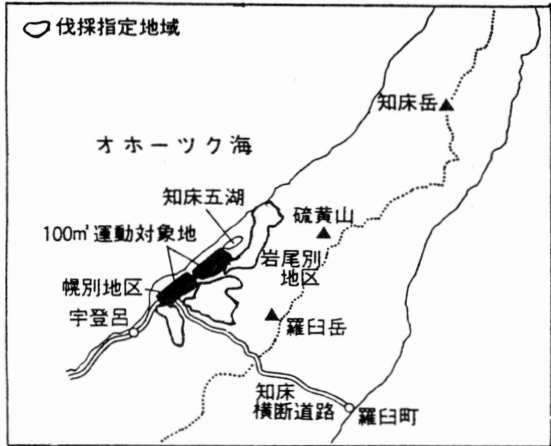 伐採指定地域
知床岳
オホーツク海
知床五湖
硫黄山
100㎡運動対象地
岩尾別
地区
幌別地区
宇登呂
羅臼岳
知床
横断道路
羅臼町